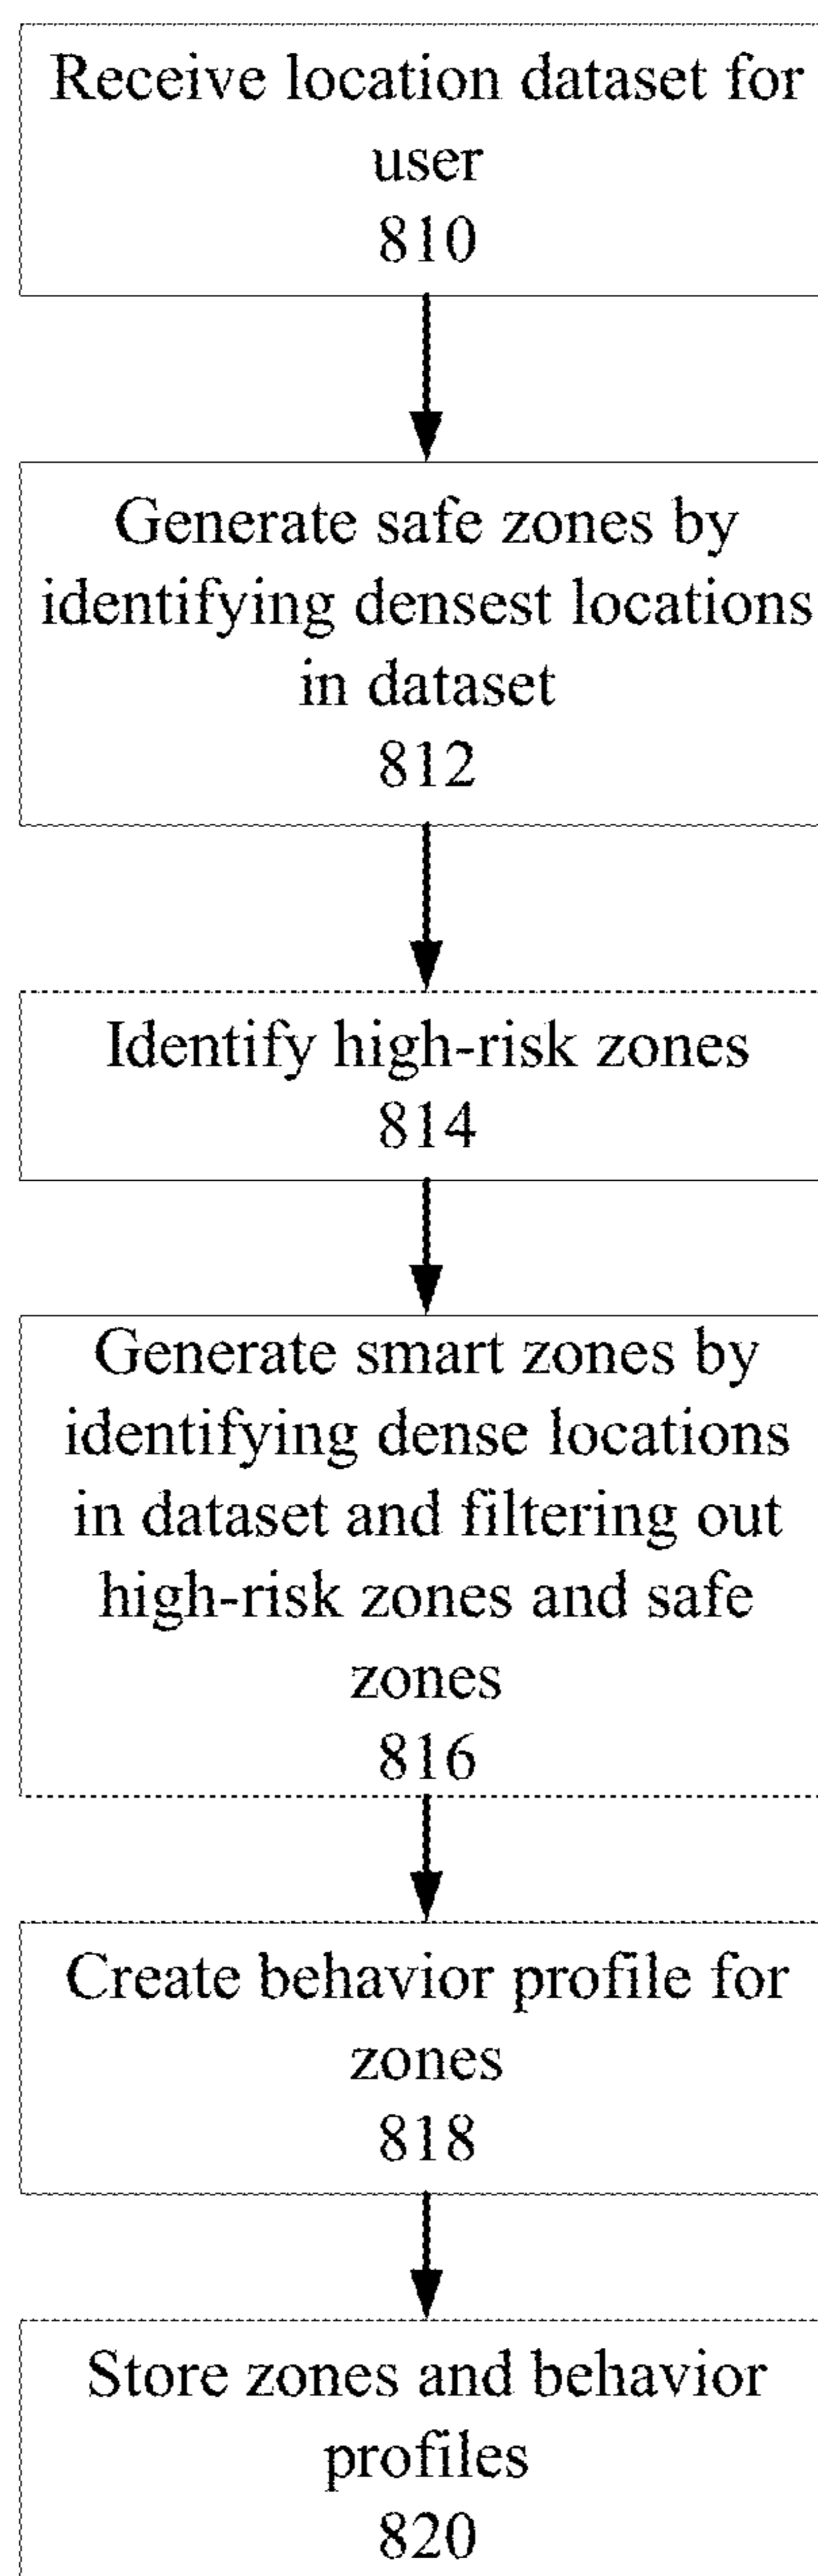 Receive location dataset for
user
810
Generate safe zones by
identifying densest locations
in dataset
812
Identify high-risk zones
814
Generate smart zones by
identifying dense locations
in dataset and filtering out
high-risk zones and safe
zones
816
Create behavior profile for
zones
818
Store zones and behavior
profiles
820